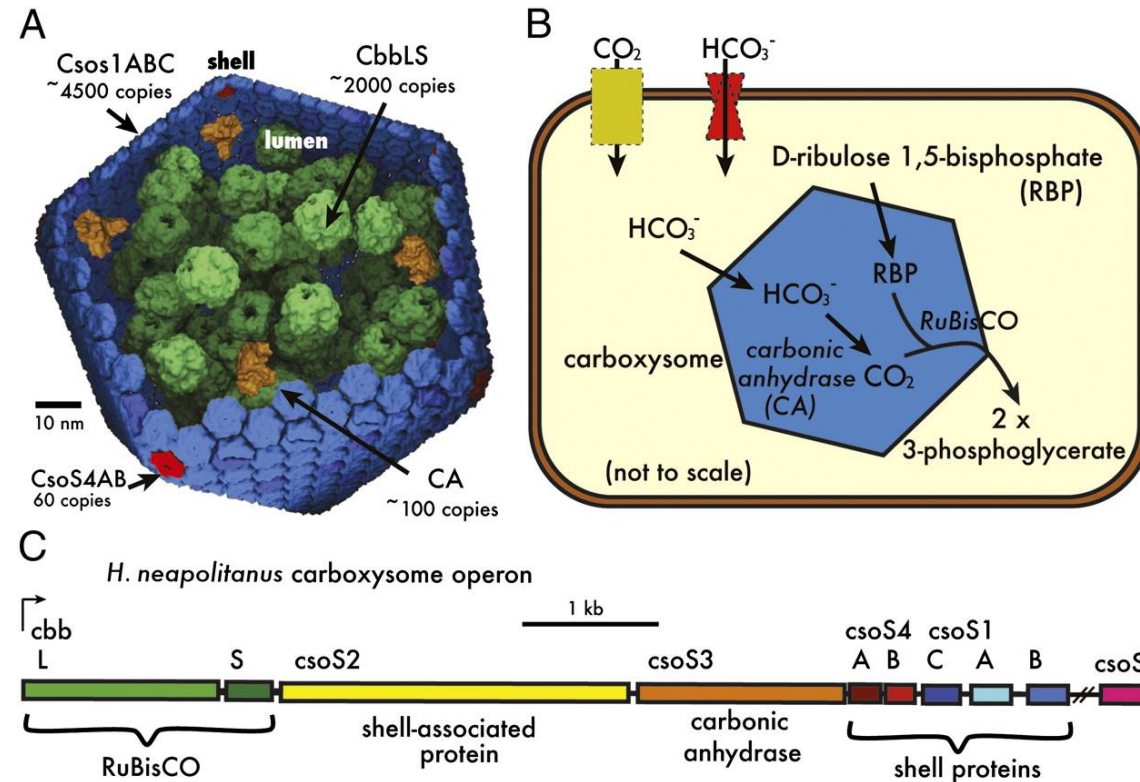 A
Csos1ABC
~4500 copies
shell
CbbLS
~2000 copies
lumen
10 nm
CsoS4AB
60 copies
CA
~100 copies
B
CO2
HCO3-
D-ribulose 1,5-bisphosphate
(RBP)
HCO3-
RBP
HCO3-
RuBisCO
carboxysome
carbonic
anhydrase
(CA)
CO2
2 x
3-phosphoglycerate
(not to scale)
C
H. neapolitanus carboxysome operon
1 kb
cbb
L
S
csoS2
csoS3
csoS4
A B
csoS1
C A B
csoS
RuBisCO
shell-associated
protein
carbonic
anhydrase
shell proteins